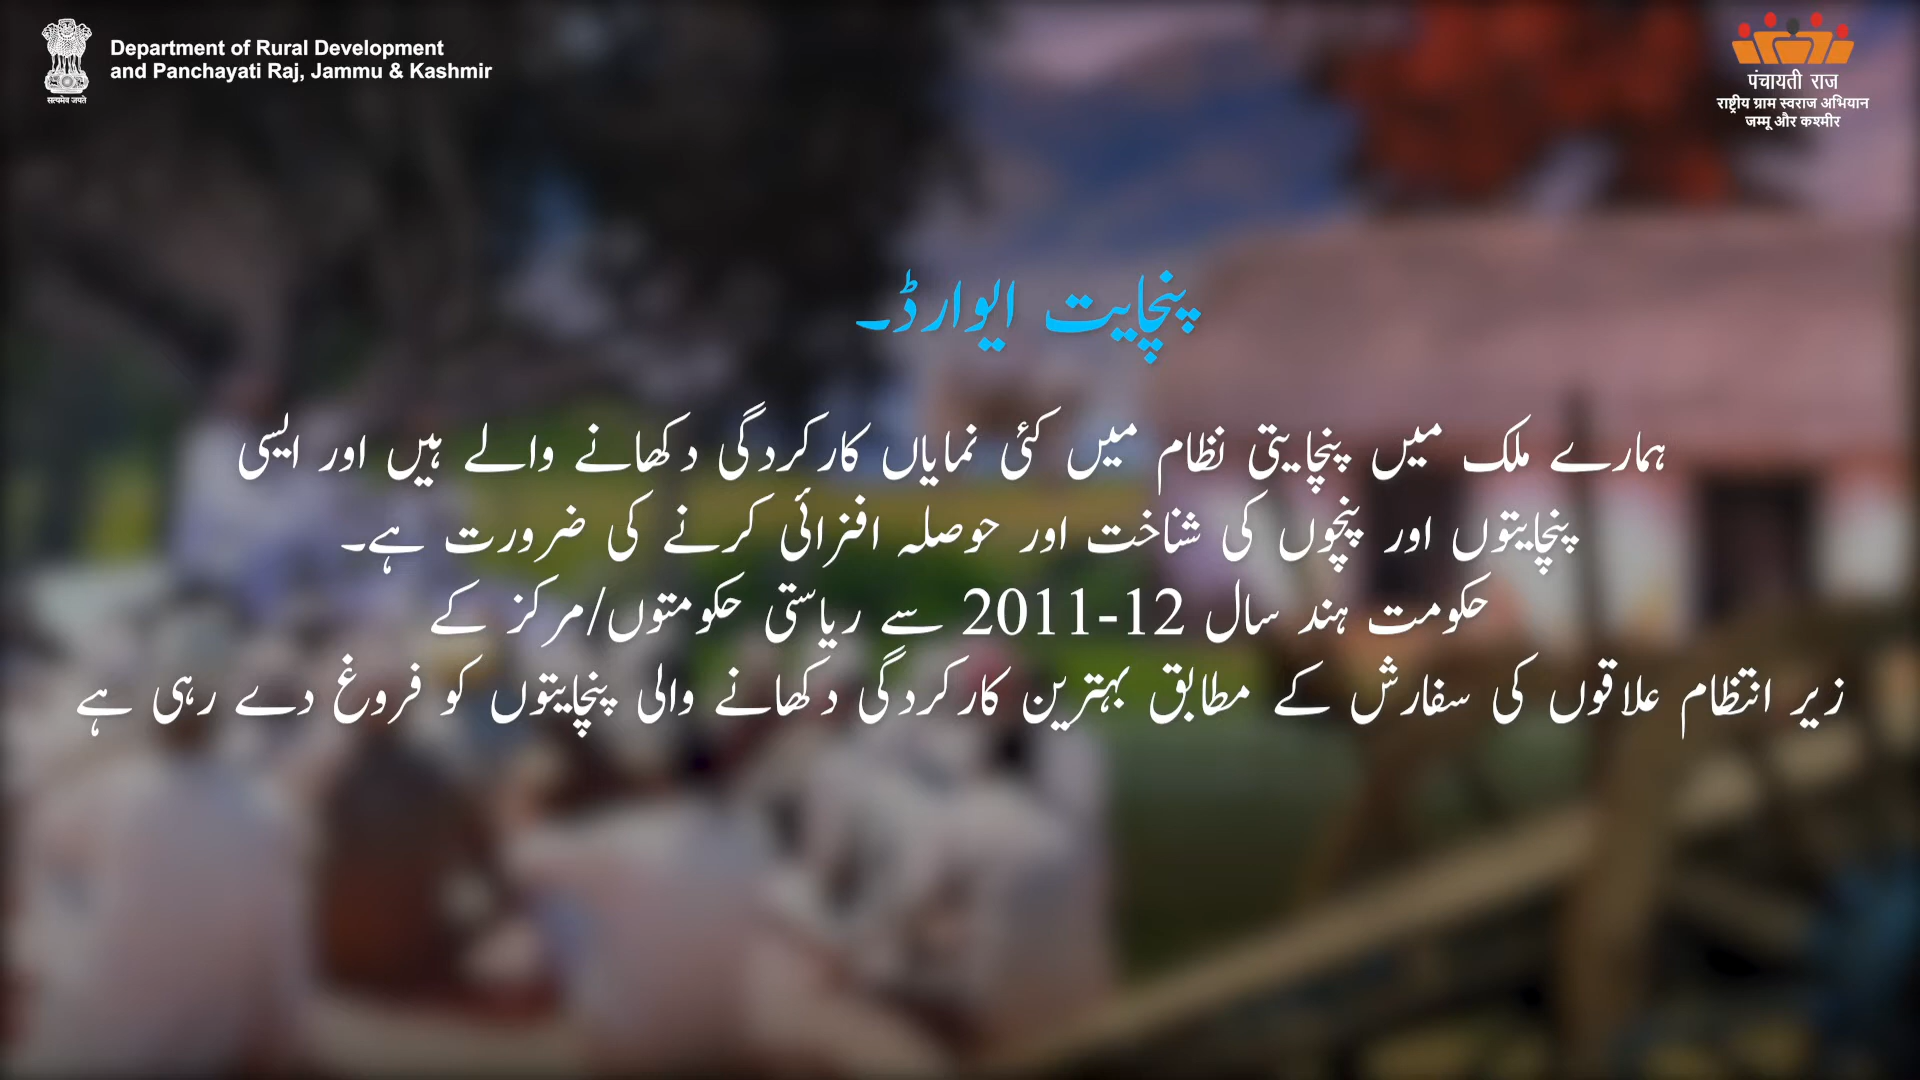 Department of Rural Development
and Panchayati Raj, Jammu & Kashmir
सत्यमेव जयते
पंचायती राज
राष्ट्रीय ग्राम स्वराज अभियान
जम्मू और कश्मीर
پنچایت ایوارڈ۔
ہمارے ملک میں پنچایتی نظام میں کئی نمایاں کارکردگی دکھانے والے ہیں اور ایسی
پنچایتوں اور پنچوں کی شناخت اور حوصلہ افزائی کرنے کی ضرورت ہے۔
حکومت ہند سال 12-2011 سے ریاستی حکومتوں/مرکز کے
زیر انتظام علاقوں کی سفارش کے مطابق بہترین کارکردگی دکھانے والی پنچایتوں کو فروغ دے رہی ہے